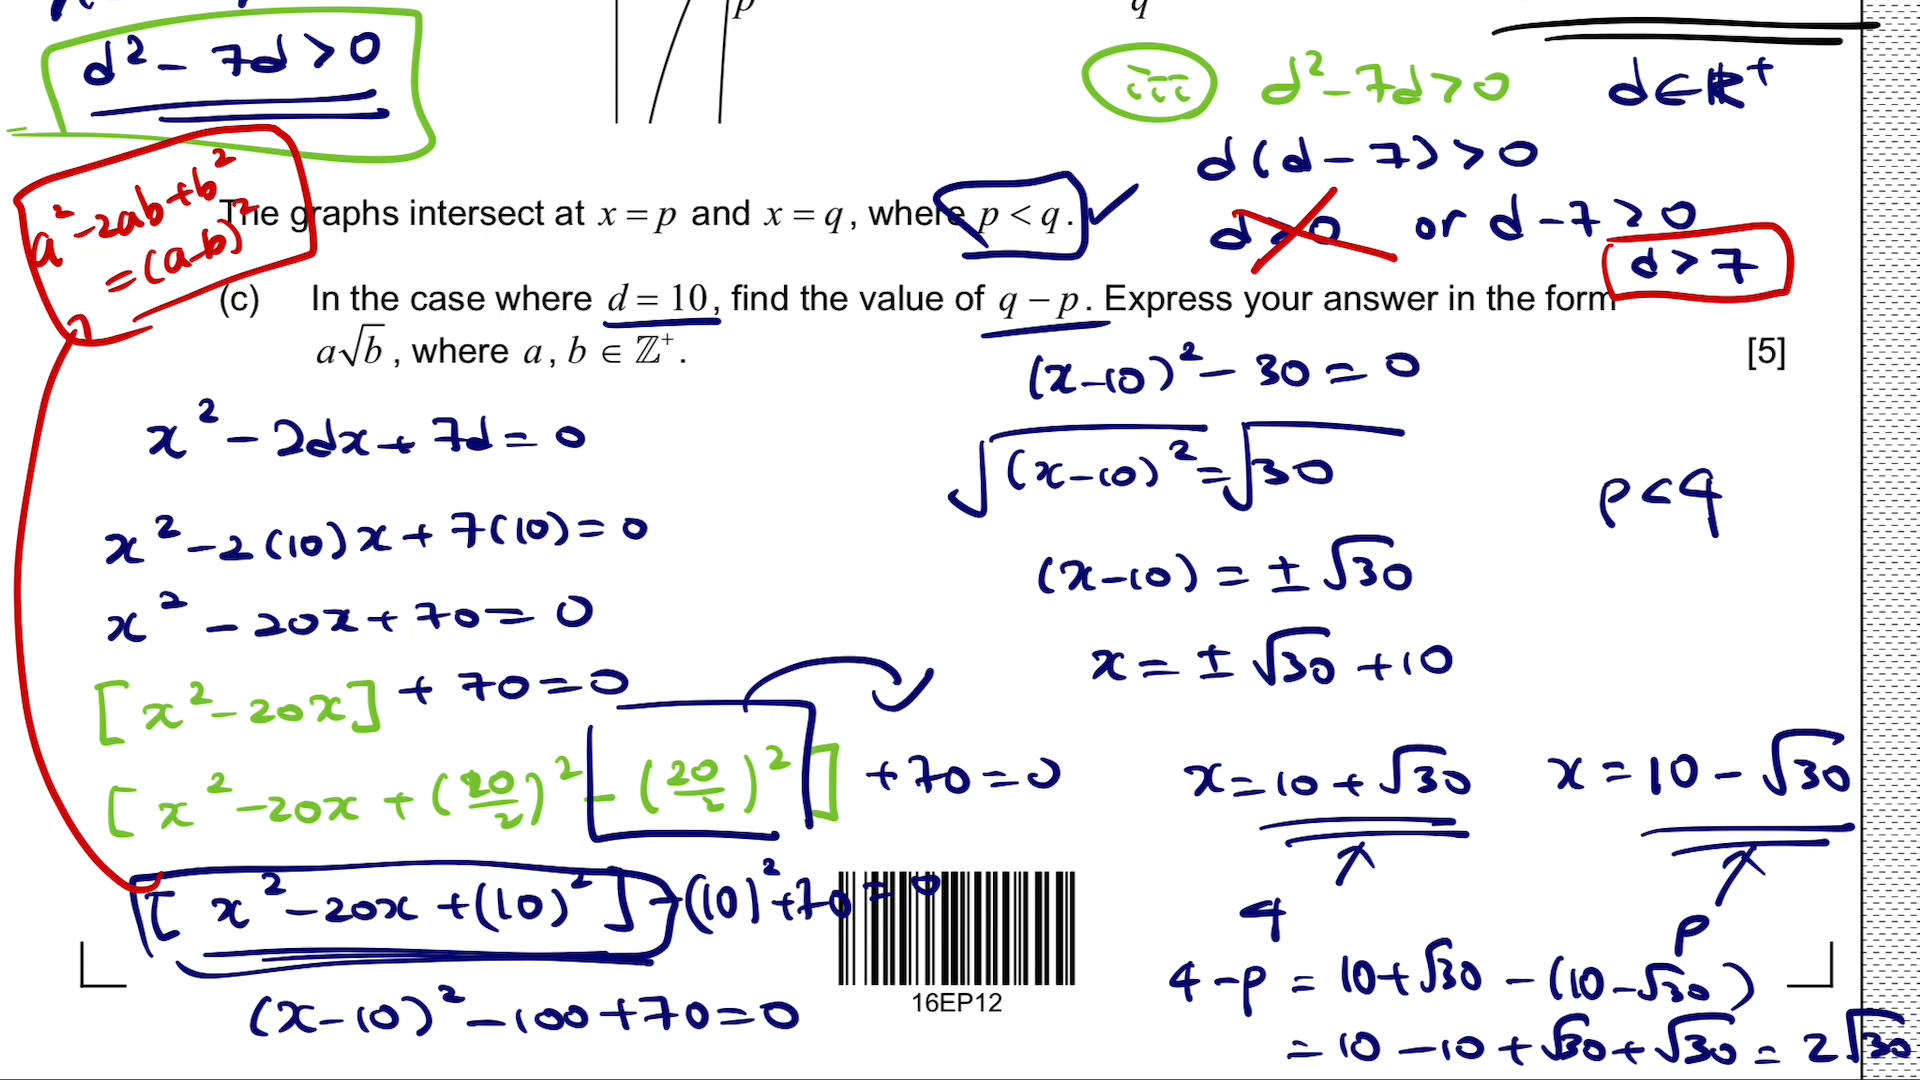 d² - 7d > 0
p
q
iii d² - 7d > 0 d ∈ ℝ⁺
d(d - 7) > 0
a² - 2ab + b²
= (a - b)²
The graphs intersect at x = p and x = q, where p < q.
or d - 7 > 0
d > 7
(c) In the case where d = 10, find the value of q − p. Express your answer in the form
a√b, where a, b ∈ ℤ⁺. [5]
x² - 2dx + 7d = 0
x² - 2(10)x + 7(10) = 0
x² - 20x + 70 = 0
[x² - 20x] + 70 = 0
[x² - 20x + (20/2)² - (20/2)²] + 70 = 0
[x² - 20x + (10)²] - (10)² + 70 = 0
(x - 10)² - 100 + 70 = 0
(x - 10)² - 30 = 0
√(x - 10)² = √30
p < q
(x - 10) = ± √30
x = ± √30 + 10
x = 10 + √30 x = 10 - √30
q p
q - p = 10 + √30 - (10 - √30)
= 10 - 10 + √30 + √30 = 2√30
16EP12